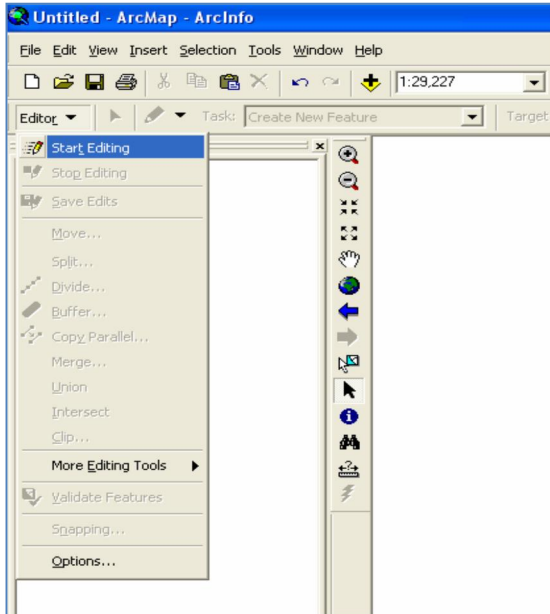 Untitled - ArcMap - ArcInfo
File Edit View Insert Selection Tools Window Help
1:29,227
Editor Task: Create New Feature Target
Start Editing
Stop Editing
Save Edits
Move...
Split...
Divide...
Buffer...
Copy Parallel...
Merge...
Union
Intersect
Clip...
More Editing Tools
Validate Features
Snapping...
Options...